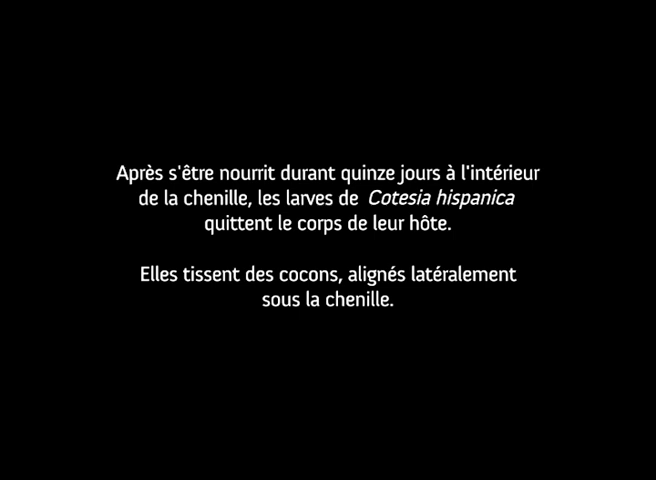 Après s'être nourrit durant quinze jours à l'intérieur
de la chenille, les larves de Cotesia hispanica
quittent le corps de leur hôte.
Elles tissent des cocons, alignés latéralement
sous la chenille.